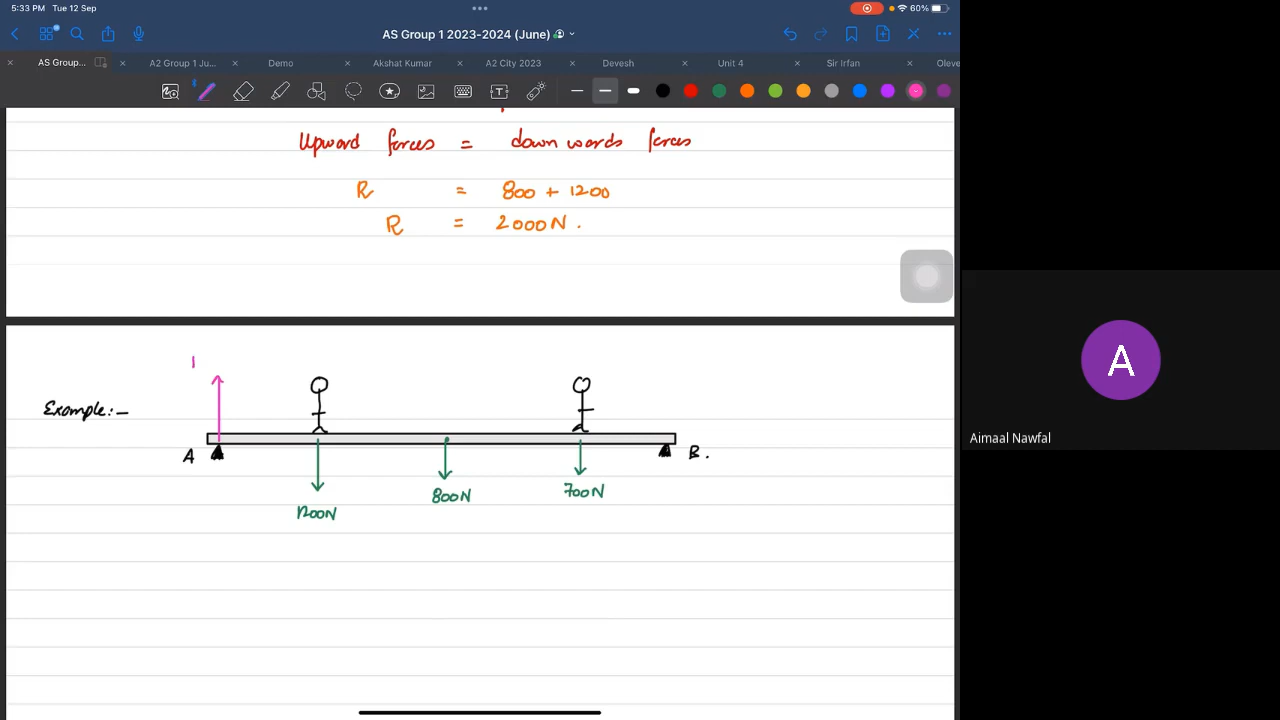 5:33 PM Tue 12 Sep
60%
AS Group 1 2023-2024 (June)
AS Group...
A2 Group 1 Ju...
Demo
Akshat Kumar
A2 City 2023
Devesh
Unit 4
Sir Irfan
Oleve
Upward forces = down words forces
R = 800 + 1200
R = 2000N.
Example:-
A
B.
1200N
800N
700N
A
Aimaal Nawfal